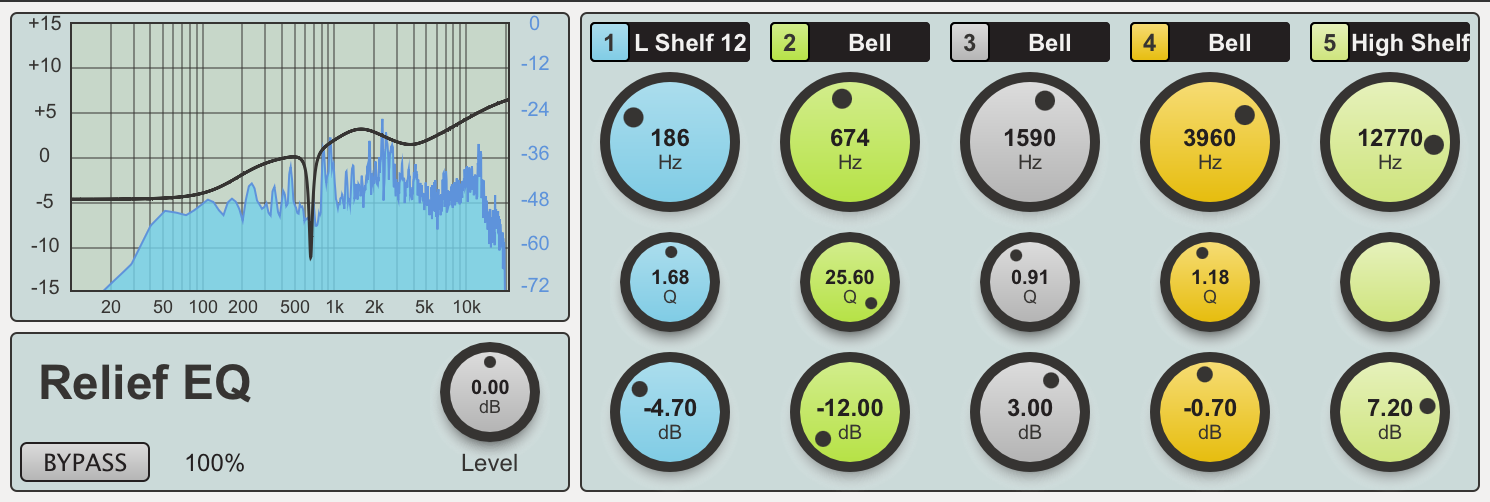 +15
+10
+5
0
-5
-10
-15
0
-12
-24
-36
-48
-60
-72
20 50 100 200 500 1k 2k 5k 10k
Relief EQ
0.00
dB
Level
BYPASS 100%
1 L Shelf 12
186
Hz
1.68
Q
-4.70
dB
2 Bell
674
Hz
25.60
Q
-12.00
dB
3 Bell
1590
Hz
0.91
Q
3.00
dB
4 Bell
3960
Hz
1.18
Q
-0.70
dB
5 High Shelf
12770
Hz
7.20
dB